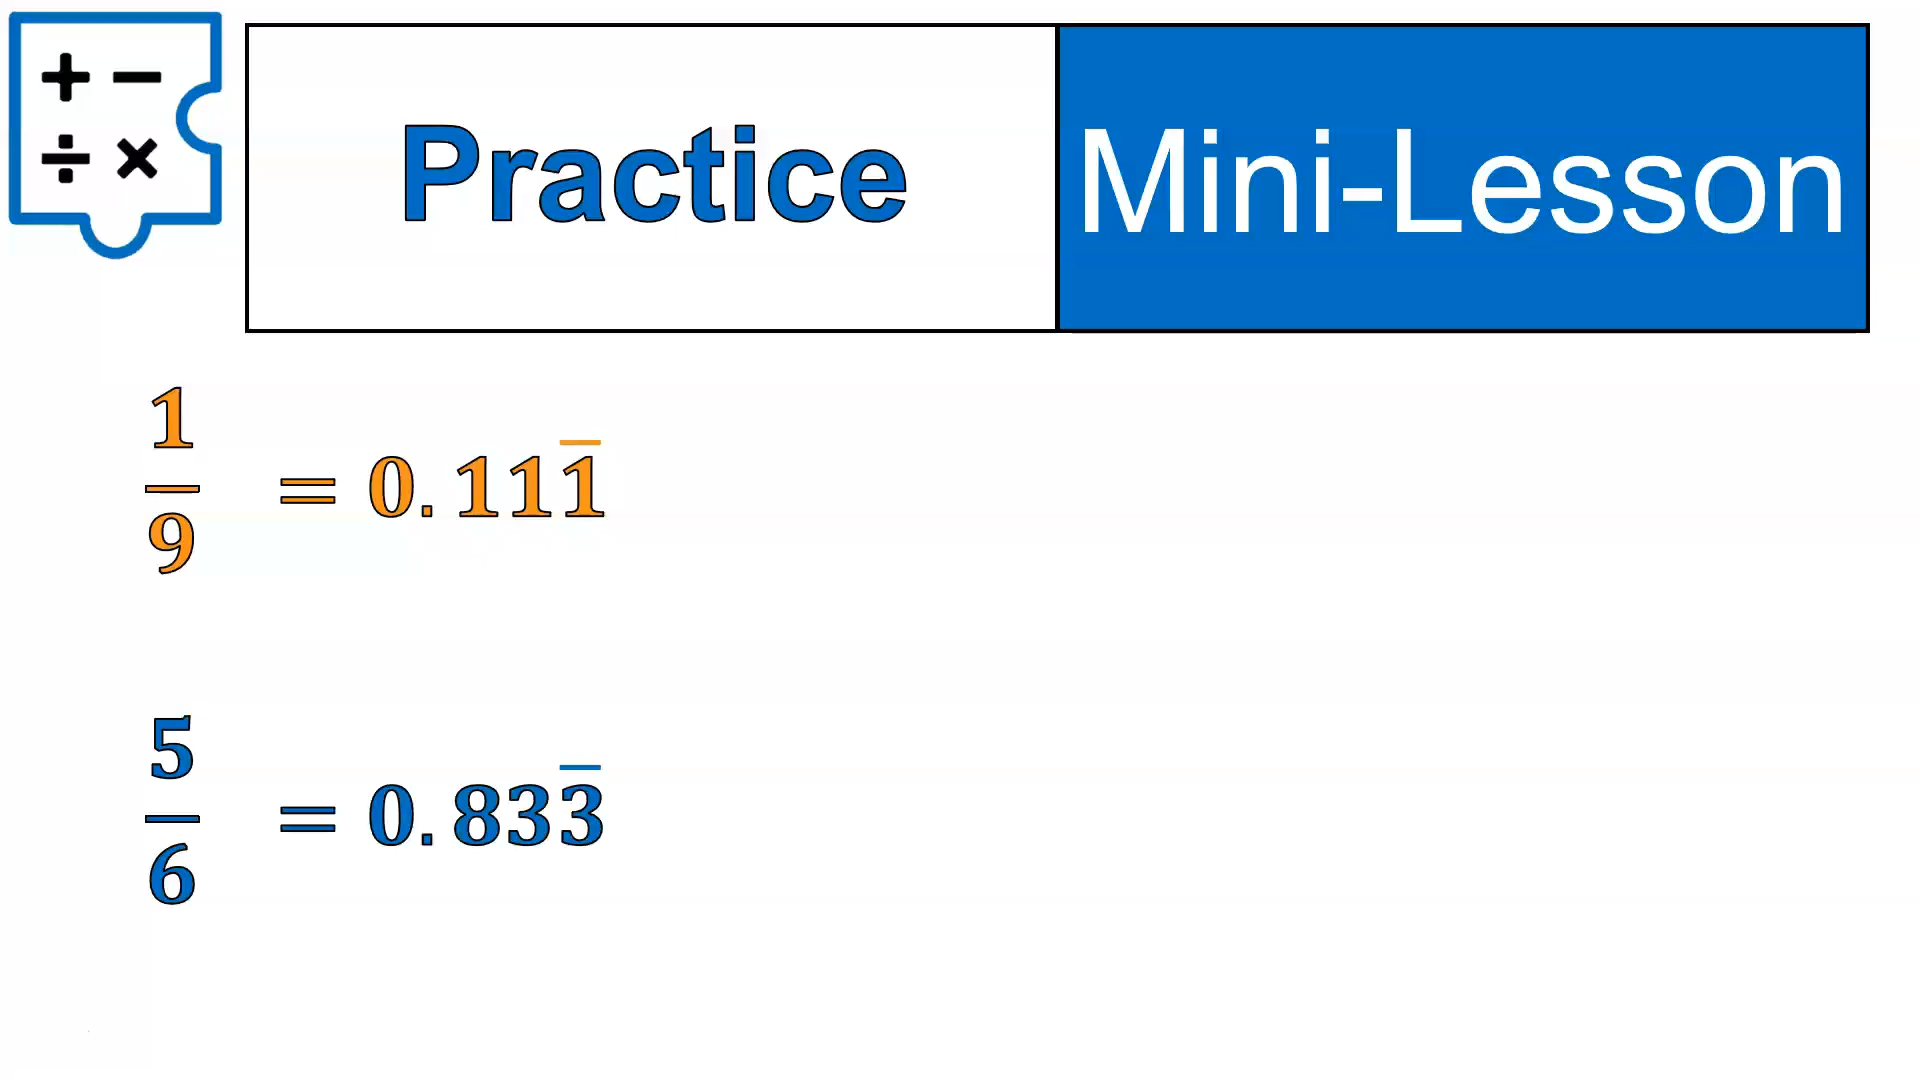 + −
÷ ×
Practice Mini-Lesson
1/9 = 0.111̅
5/6 = 0.833̅